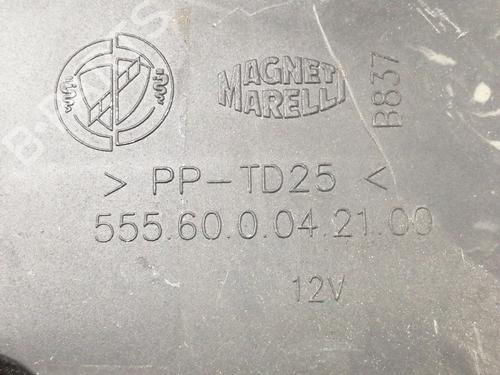 MAGNETI
MARELLI
B837
> PP-TD25 <
555.60.0.04.21.00
12V